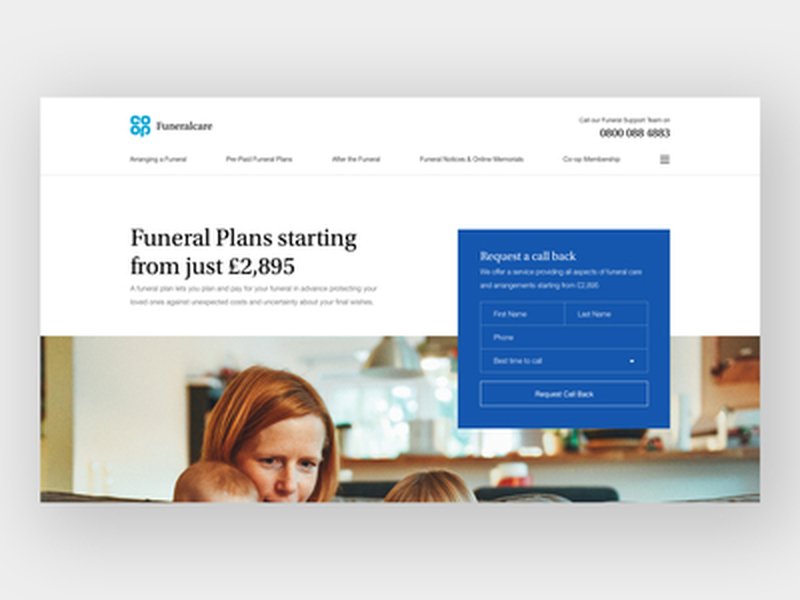 co
op
Funeralcare
Call our Funeral Support Team on
0800 088 4883
Arranging a Funeral
Pre-Paid Funeral Plans
After the Funeral
Funeral Notices & Online Memorials
Co-op Membership
Funeral Plans starting
from just £2,895
A funeral plan lets you plan and pay for your funeral in advance protecting your
loved ones against unexpected costs and uncertainty about your final wishes.
Request a call back
We offer a service providing all aspects of funeral care
and arrangements starting from £2,895
First Name
Last Name
Phone
Best time to call
Request Call Back